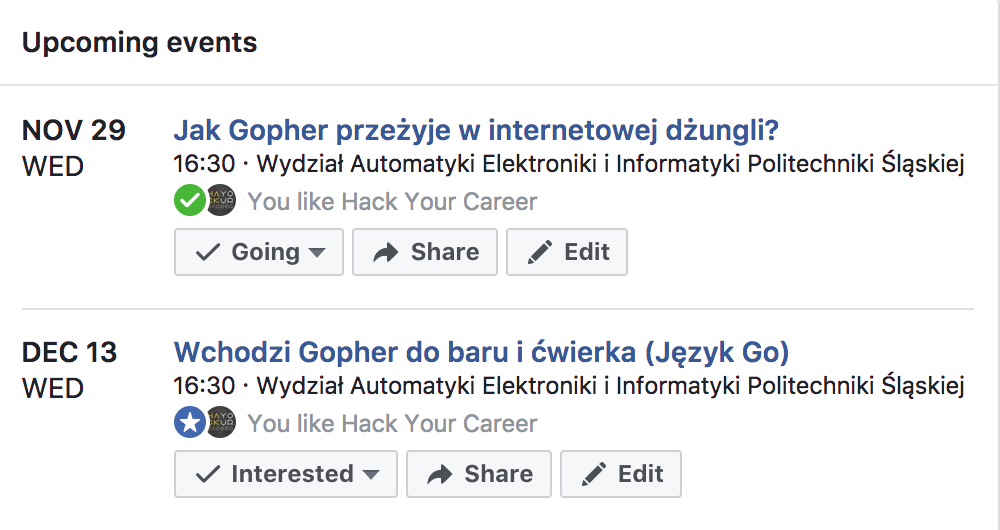 Upcoming events
NOV 29
WED
Jak Gopher przeżyje w internetowej dżungli?
16:30 · Wydział Automatyki Elektroniki i Informatyki Politechniki Śląskiej
You like Hack Your Career
Going
Share
Edit
DEC 13
WED
Wchodzi Gopher do baru i ćwierka (Język Go)
16:30 · Wydział Automatyki Elektroniki i Informatyki Politechniki Śląskiej
You like Hack Your Career
Interested
Share
Edit